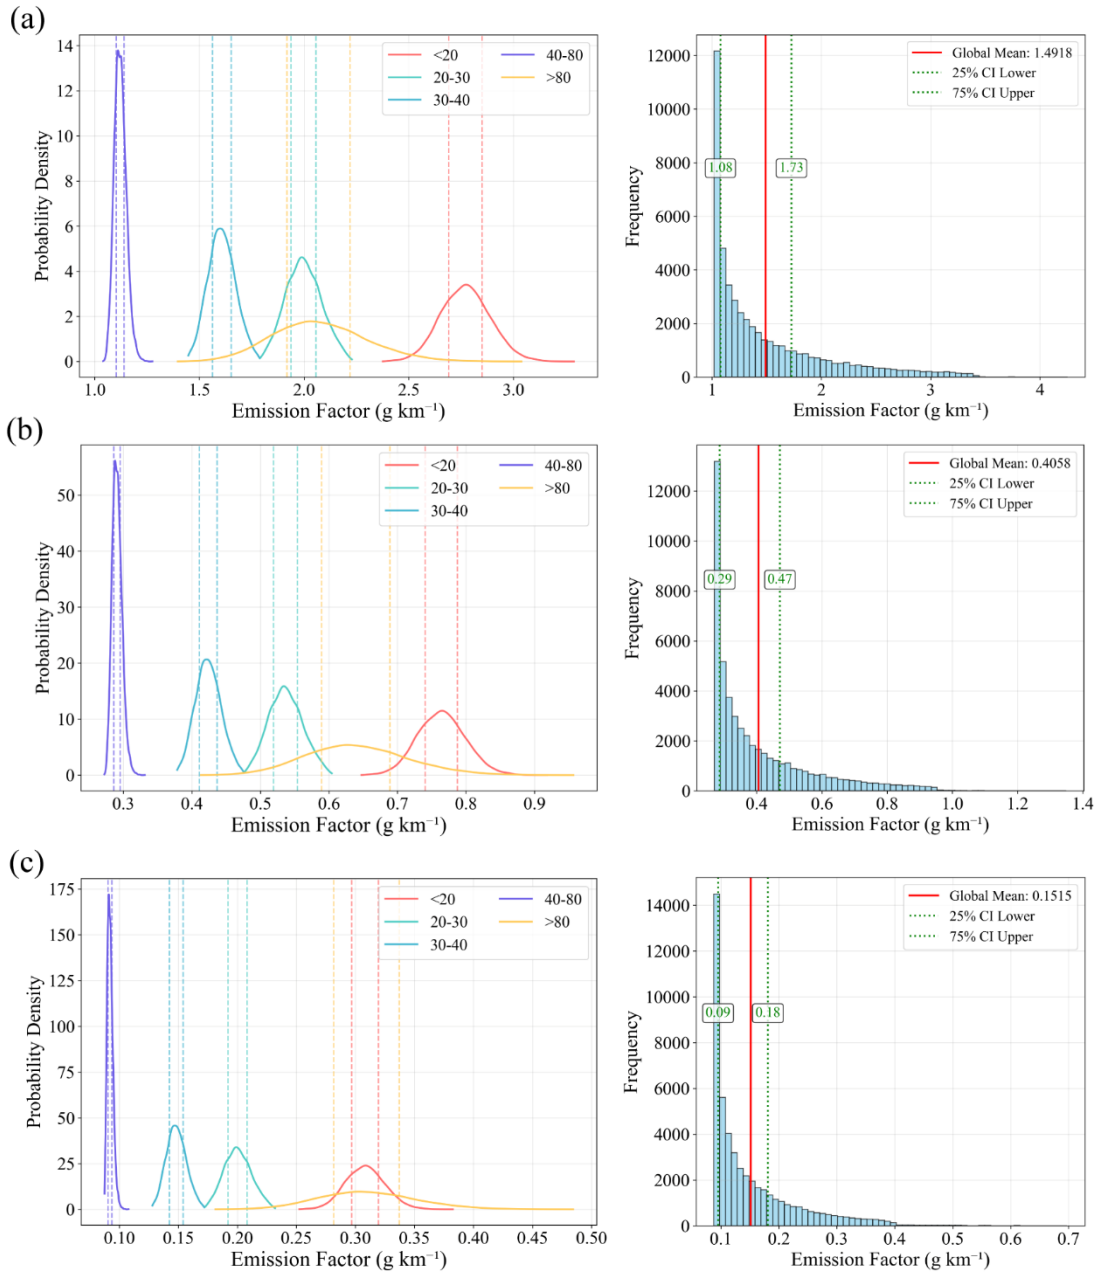 (a)
14
12
10
8
6
4
2
0
Probability Density
1.0 1.5 2.0 2.5 3.0
Emission Factor (g km⁻¹)
<20 40-80
20-30 >80
30-40
12000
10000
8000
6000
4000
2000
0
Frequency
1 2 3 4
Emission Factor (g km⁻¹)
Global Mean: 1.4918
25% CI Lower
75% CI Upper
1.08 1.73
(b)
50
40
30
20
10
0
Probability Density
0.3 0.4 0.5 0.6 0.7 0.8 0.9
Emission Factor (g km⁻¹)
<20 40-80
20-30 >80
30-40
12000
10000
8000
6000
4000
2000
0
Frequency
0.4 0.6 0.8 1.0 1.2 1.4
Emission Factor (g km⁻¹)
Global Mean: 0.4058
25% CI Lower
75% CI Upper
0.29 0.47
(c)
175
150
125
100
75
50
25
0
Probability Density
0.10 0.15 0.20 0.25 0.30 0.35 0.40 0.45 0.50
Emission Factor (g km⁻¹)
<20 40-80
20-30 >80
30-40
14000
12000
10000
8000
6000
4000
2000
0
Frequency
0.1 0.2 0.3 0.4 0.5 0.6 0.7
Emission Factor (g km⁻¹)
Global Mean: 0.1515
25% CI Lower
75% CI Upper
0.09 0.18